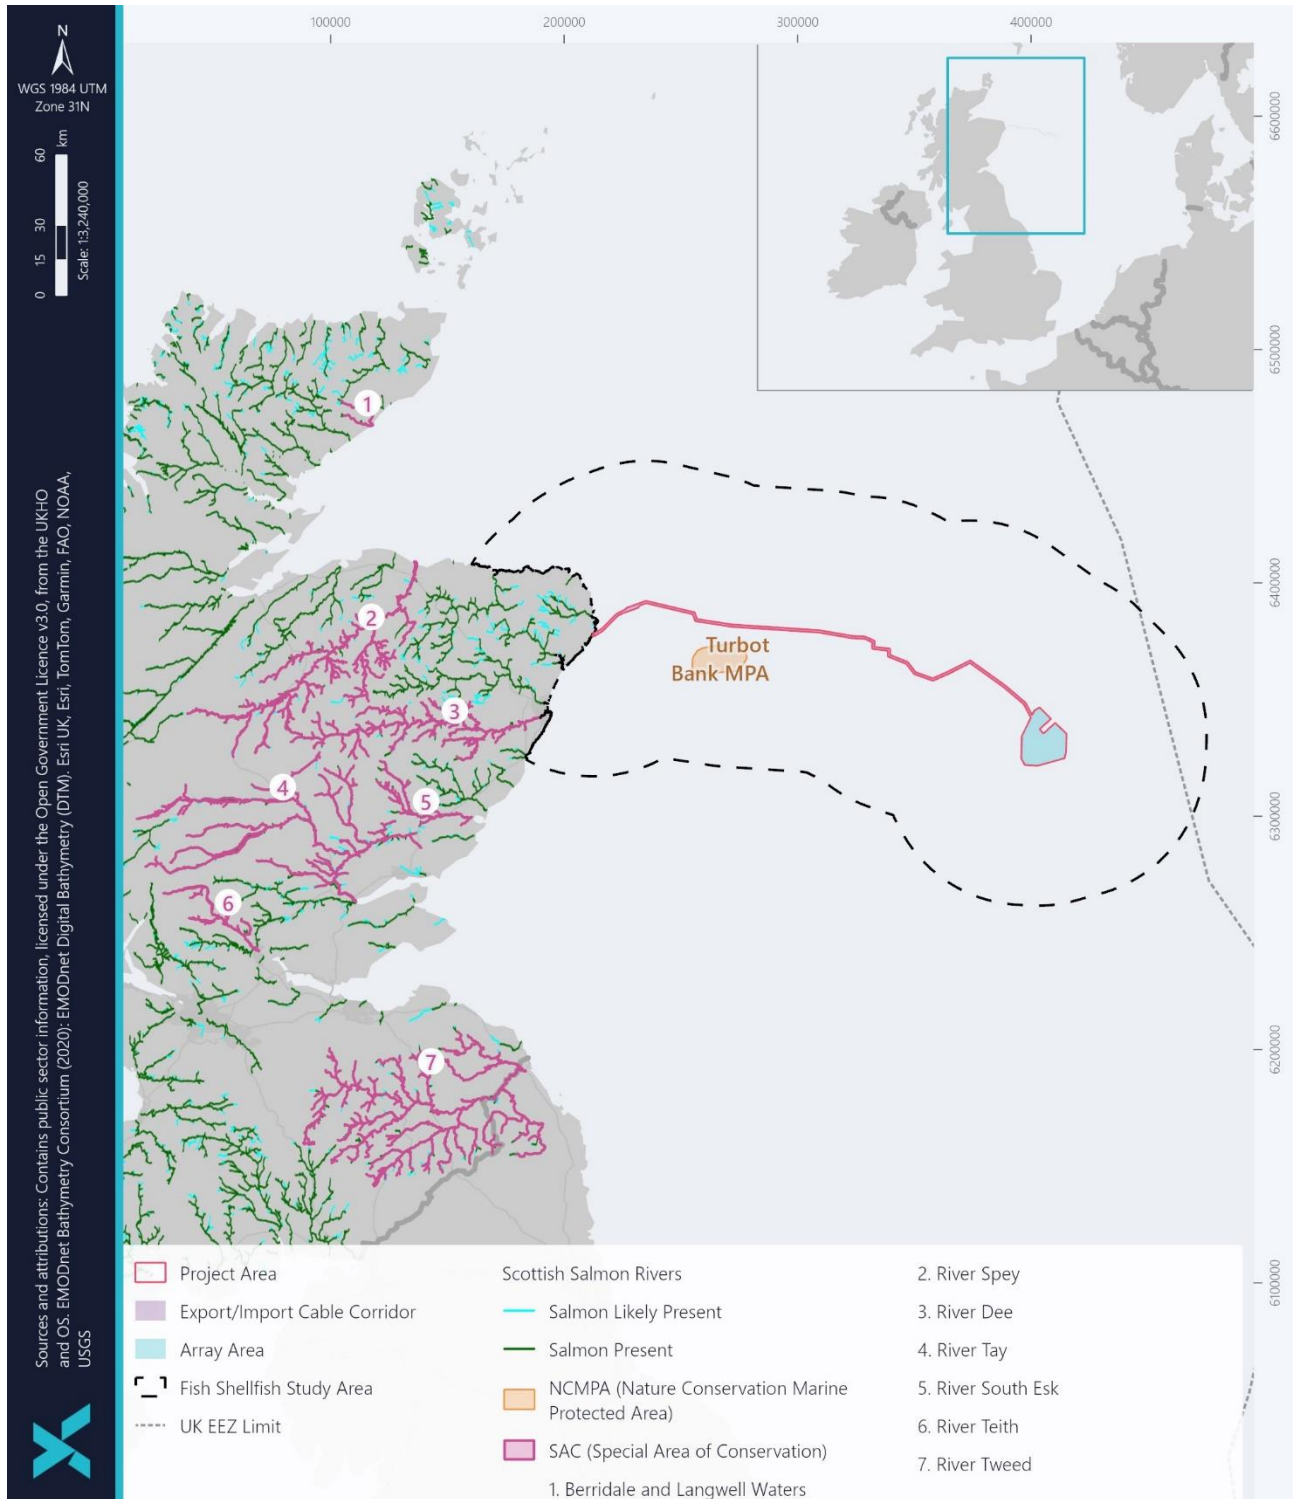 100000
200000
300000
400000
N
WGS 1984 UTM
Zone 31N
0 15 30 60
km
Scale: 1:3,240,000
Sources and attributions: Contains public sector information, licensed under the Open Government Licence v3.0, from the UKHO
and OS. EMODnet Bathymetry Consortium (2020): EMODnet Digital Bathymetry (DTM). Esri UK, Esri, TomTom, Garmin, FAO, NOAA,
USGS
6600000
6500000
6400000
6300000
6200000
6100000
1
2
3
4
5
6
7
Turbot
Bank MPA
Project Area
Export/Import Cable Corridor
Array Area
Fish Shellfish Study Area
UK EEZ Limit
Scottish Salmon Rivers
Salmon Likely Present
Salmon Present
NCMPA (Nature Conservation Marine
Protected Area)
SAC (Special Area of Conservation)
1. Berridale and Langwell Waters
2. River Spey
3. River Dee
4. River Tay
5. River South Esk
6. River Teith
7. River Tweed